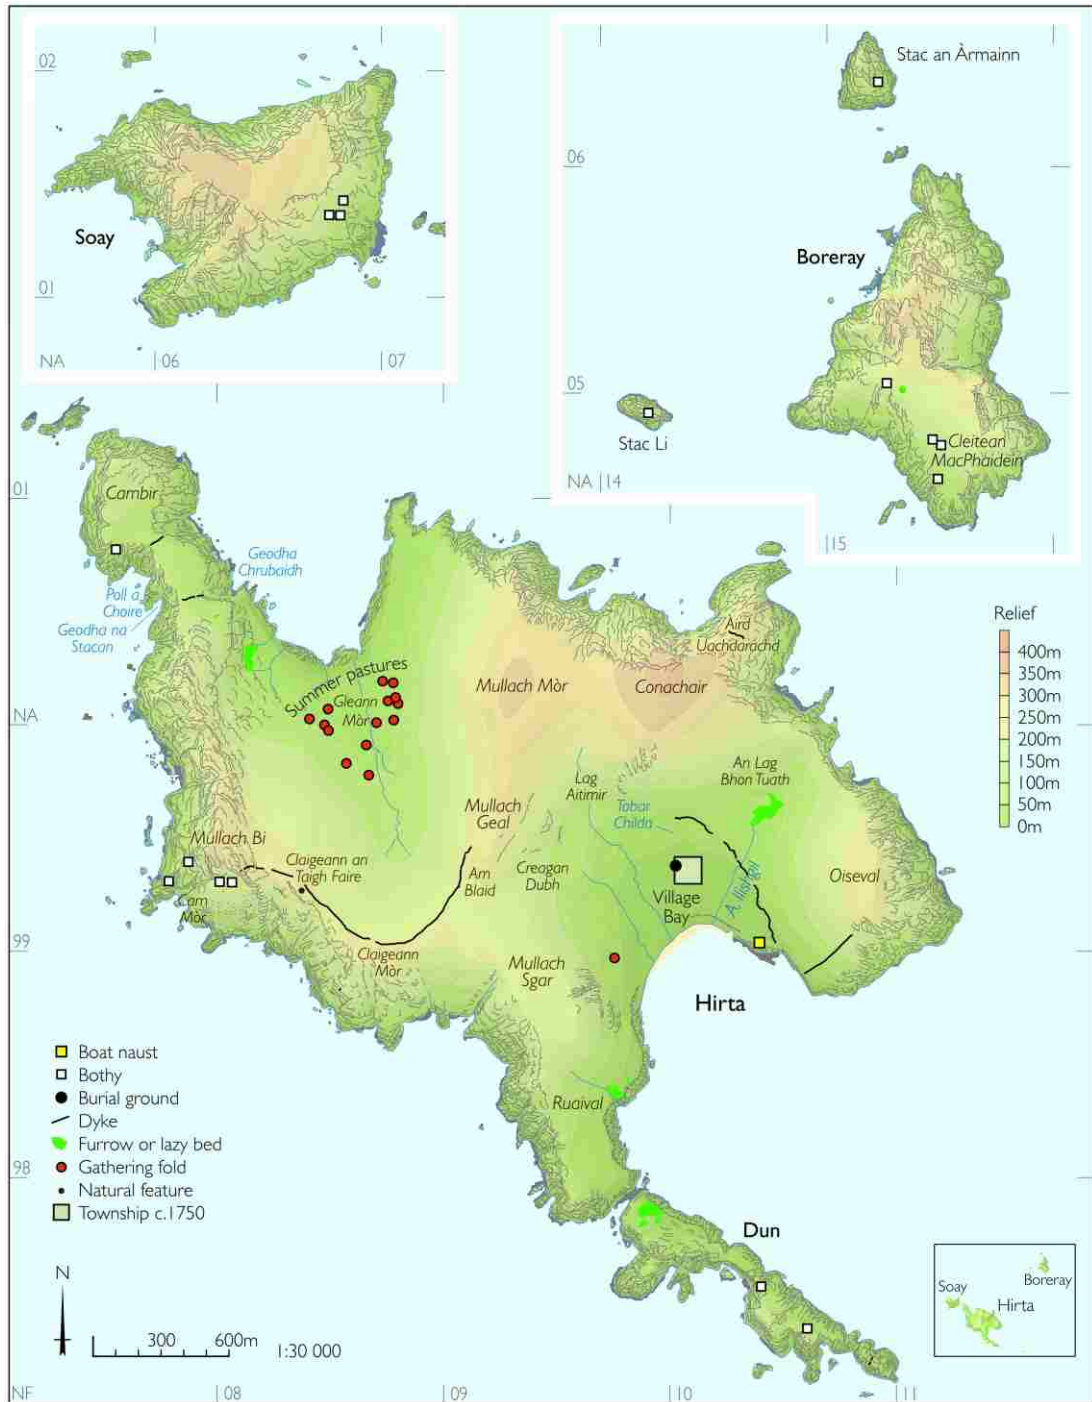 02
Soay
01
NA
06
07
Stac an Àrmainn
06
Boreray
05
Stac Li
Cleitean
MacPhaidein
NA
14
15
01
Cambir
Geodha
Chrubaidh
Poll a
Choire
Geodha na
Stacan
Summer pastures
Gleann
Mòr
Mullach Mòr
Conachair
Aird
Uachdarachd
Relief
400m
350m
300m
250m
200m
150m
100m
50m
0m
NA
Lag
Aitimir
An Lag
Bhon Tuath
Tobar
Childa
Mullach
Geal
Mullach Bi
Claigeann an
Taigh Faire
Am
Blaid
Creagan
Dubh
Village
Bay
A. Ilishgil
Oiseval
Carn
Mòr
99
Claigeann
Mòr
Mullach
Sgar
Hirta
Boat naust
Bothy
Burial ground
Dyke
Furrow or lazy bed
Gathering fold
Natural feature
Township c.1750
Ruaival
98
Dun
N
300
600m
1:30 000
Soay
Boreray
Hirta
NF
08
09
10
11